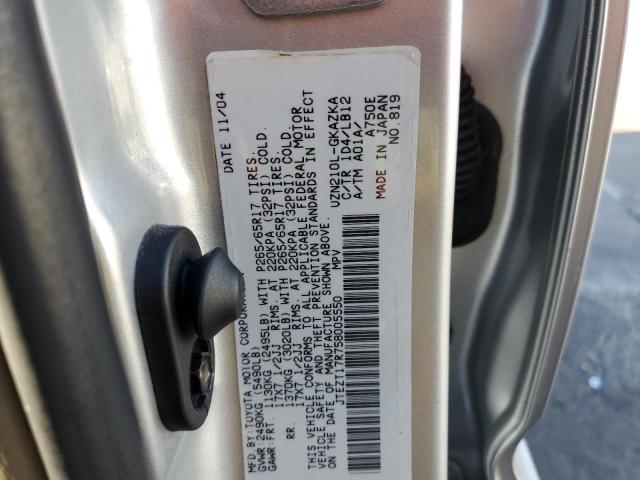 MFD.BY:TOYOTA MOTOR CORPORA DATE 11/04
GVWR:2490KG (5490LB)
GAWR:FRT. 1130KG (2495LB) WITH P265/65R17 TIRES.
17X7 1/2JJ RIMS. AT 220KPA (32PSI) COLD.
RR. 1370KG (3020LB) WITH P265/65R17 TIRES.
17X7 1/2JJ RIMS. AT 220KPA (32PSI) COLD.
THIS VEHICLE CONFORMS TO ALL APPLICABLE FEDERAL MOTOR
VEHICLE SAFETY AND THEFT PREVENTION STANDARDS IN EFFECT
ON THE DATE OF MANUFACTURE SHOWN ABOVE.
JTEZT17R758005550 MPV
UZN210L-GKAZKA
C/TR 1D4/LB12
A/TM A01A/
A750E
MADE IN JAPAN
NO.819